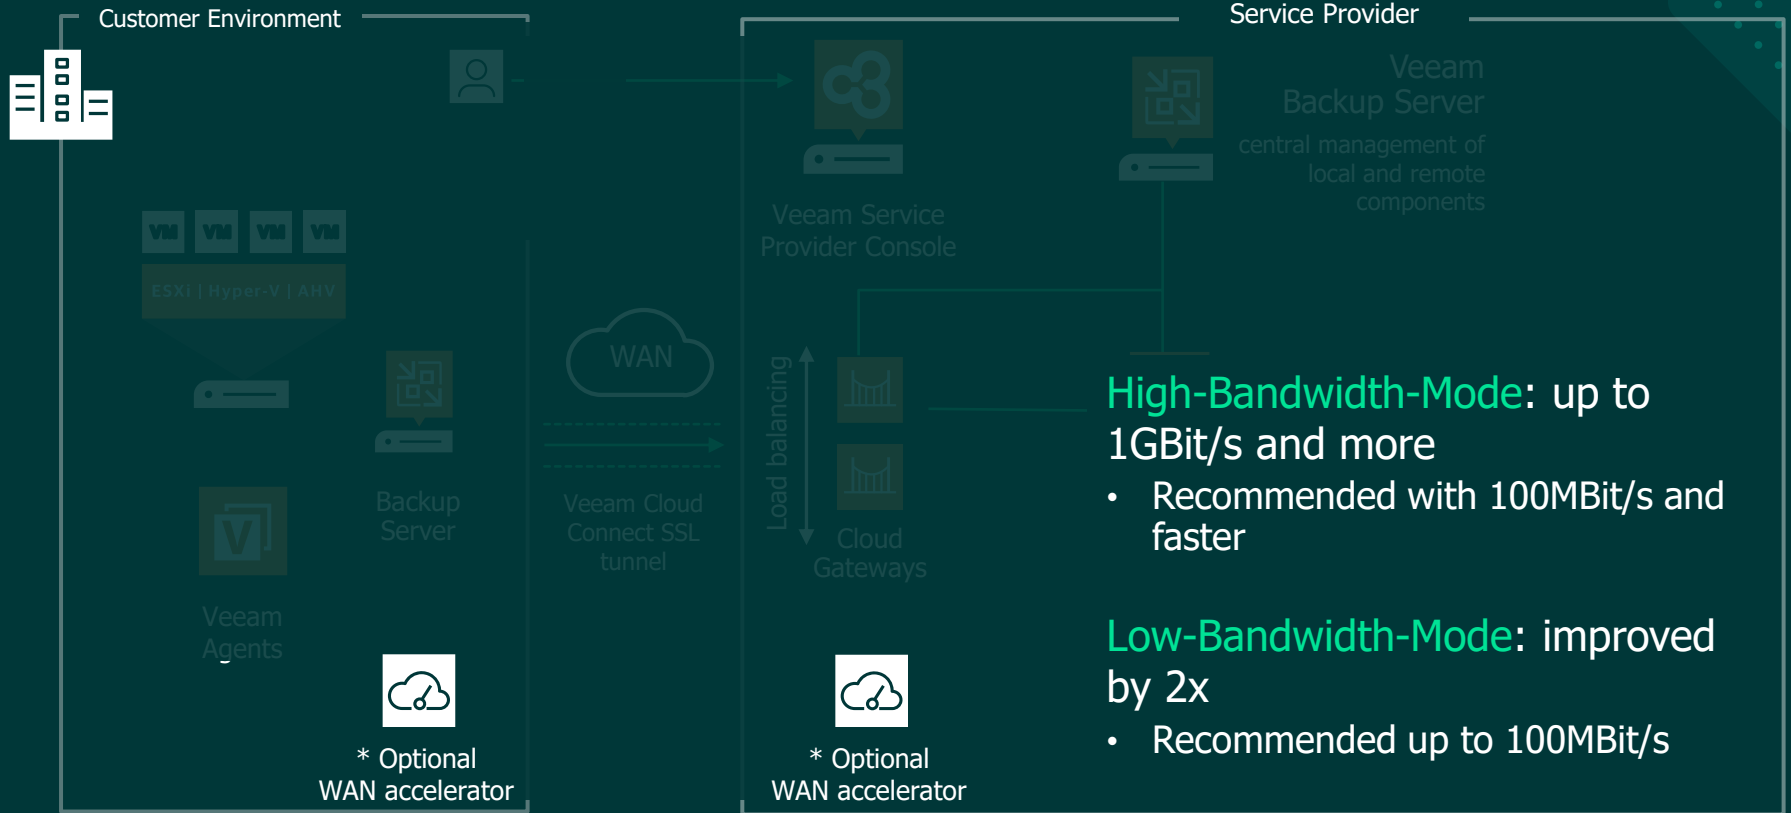 Customer Environment
Service Provider
Veeam
Backup Server
central management of
local and remote
components
Veeam Service
Provider Console
VM VM VM VM
ESXi | Hyper-V | AHV
WAN
Load balancing
Backup
Server
Veeam Cloud
Connect SSL
tunnel
Cloud
Gateways
Veeam
Agents
* Optional
WAN accelerator
* Optional
WAN accelerator
High-Bandwidth-Mode: up to
1GBit/s and more
• Recommended with 100MBit/s and
faster
Low-Bandwidth-Mode: improved
by 2x
• Recommended up to 100MBit/s